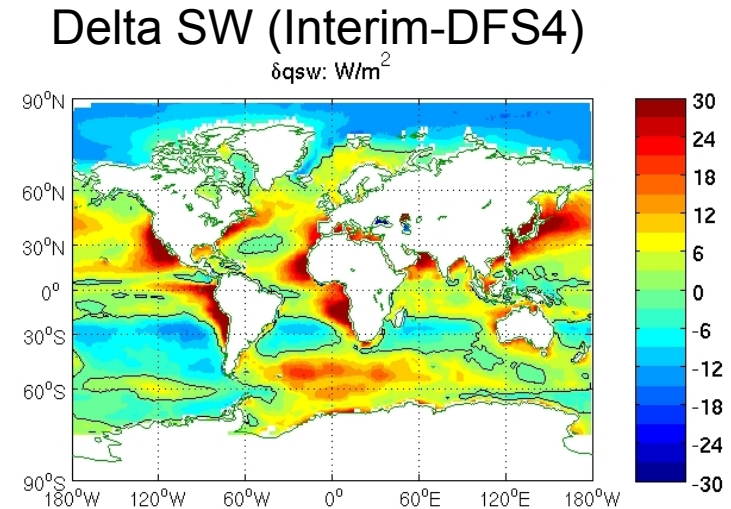 Delta SW (Interim-DFS4)
δqsw: W/m²
90°N
60°N
30°N
0°
30°S
60°S
90°S
180°W 120°W 60°W 0° 60°E 120°E 180°W
30
24
18
12
6
0
-6
-12
-18
-24
-30